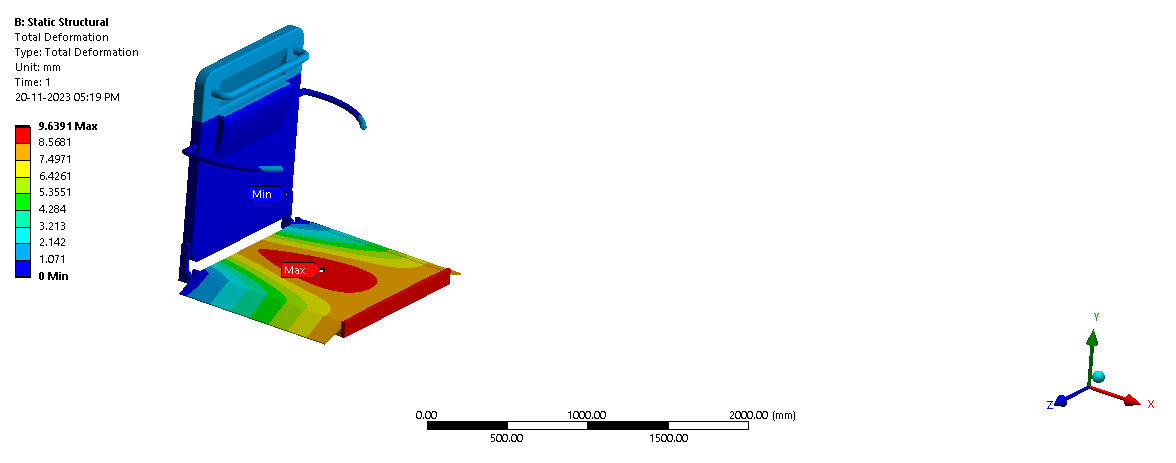 B: Static Structural
Total Deformation
Type: Total Deformation
Unit: mm
Time: 1
20-11-2023 05:19 PM
9.6391 Max
8.5681
7.4971
6.4261
5.3551
4.284
3.213
2.142
1.071
0 Min
Min
Max
Y
Z
X
0.00 1000.00 2000.00 (mm)
500.00 1500.00